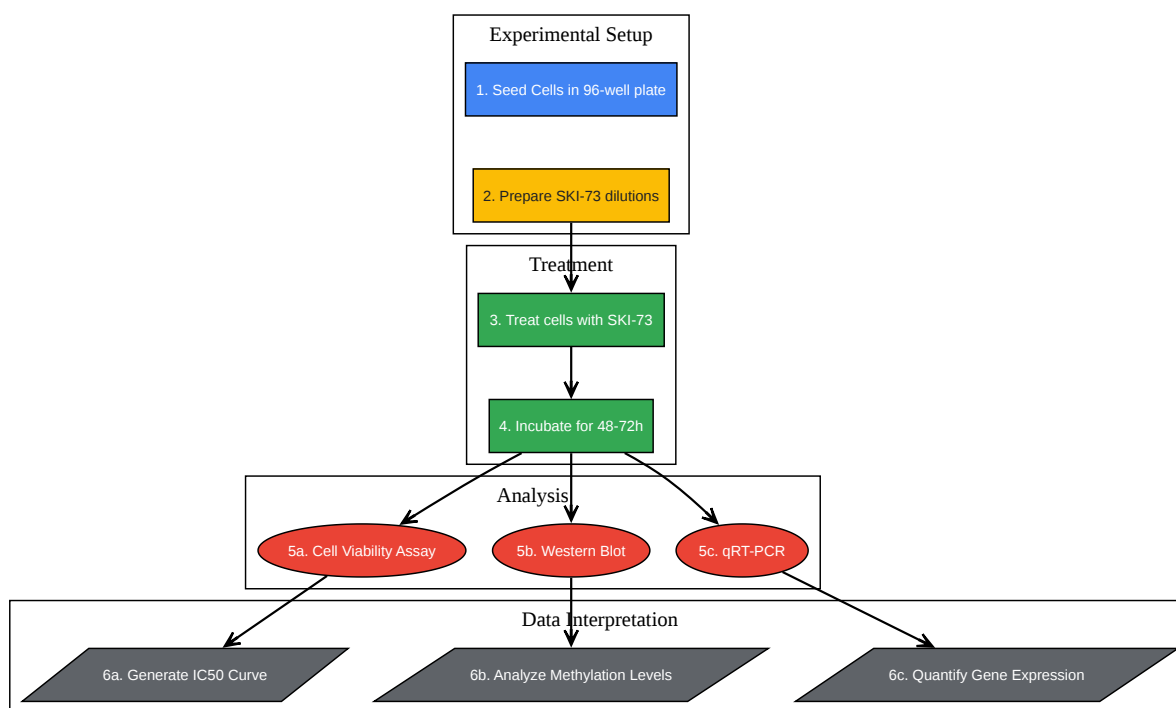 Experimental Setup
1. Seed Cells in 96-well plate
2. Prepare SKI-73 dilutions
Treatment
3. Treat cells with SKI-73
4. Incubate for 48-72h
Analysis
5a. Cell Viability Assay
5b. Western Blot
5c. qRT-PCR
Data Interpretation
6a. Generate IC50 Curve
6b. Analyze Methylation Levels
6c. Quantify Gene Expression